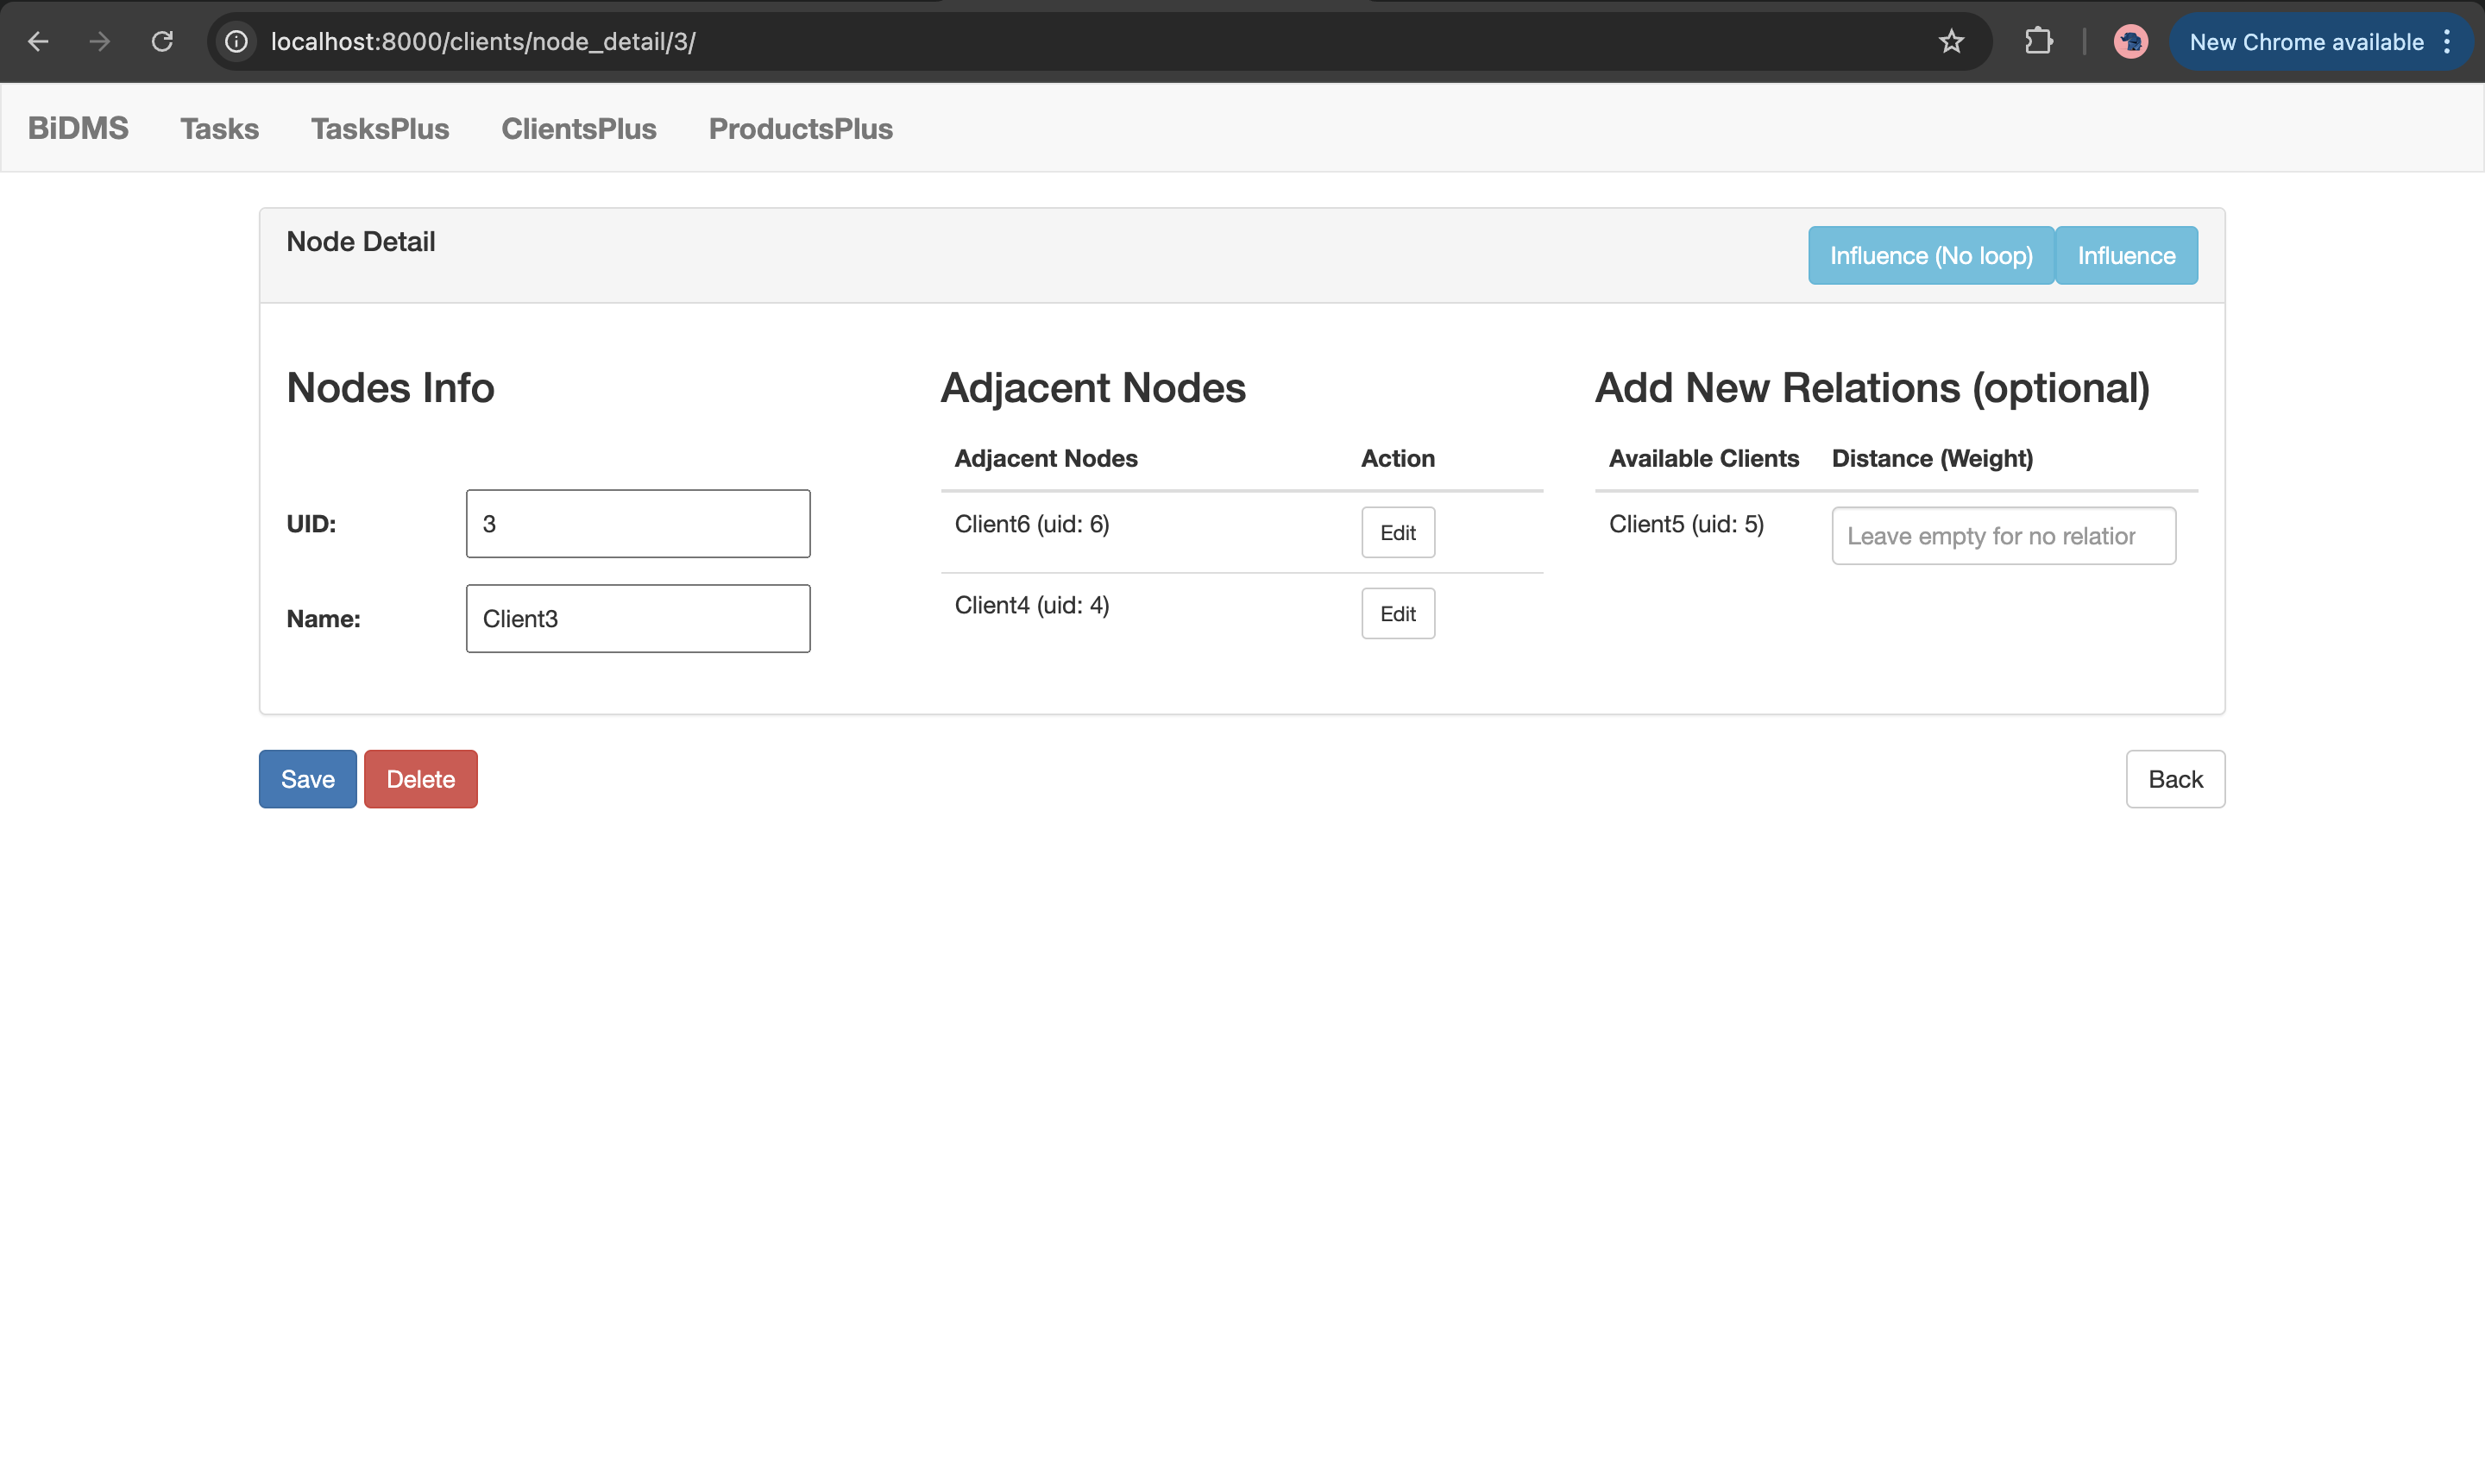 localhost:8000/clients/node_detail/3/
New Chrome available
BiDMS Tasks TasksPlus ClientsPlus ProductsPlus
Node Detail
Influence (No loop) Influence
Nodes Info
UID: 3
Name: Client3
Adjacent Nodes
Adjacent Nodes Action
Client6 (uid: 6) Edit
Client4 (uid: 4) Edit
Add New Relations (optional)
Available Clients Distance (Weight)
Client5 (uid: 5) Leave empty for no relatior
Save Delete Back